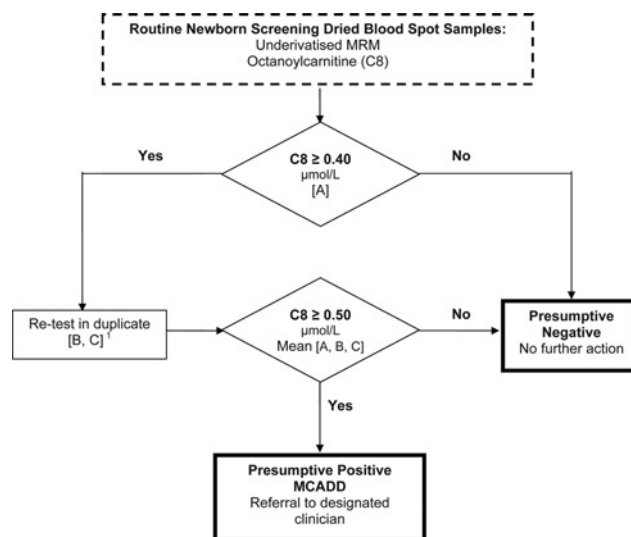 Routine Newborn Screening Dried Blood Spot Samples:
Underivatised MRM
Octanoylcarnitine (C8)
Yes
C8 ≥ 0.40
µmol/L
[A]
No
Re-test in duplicate
[B, C] ¹
C8 ≥ 0.50
µmol/L
Mean [A, B, C]
No
Presumptive
Negative
No further action
Yes
Presumptive Positive
MCADD
Referral to designated
clinician